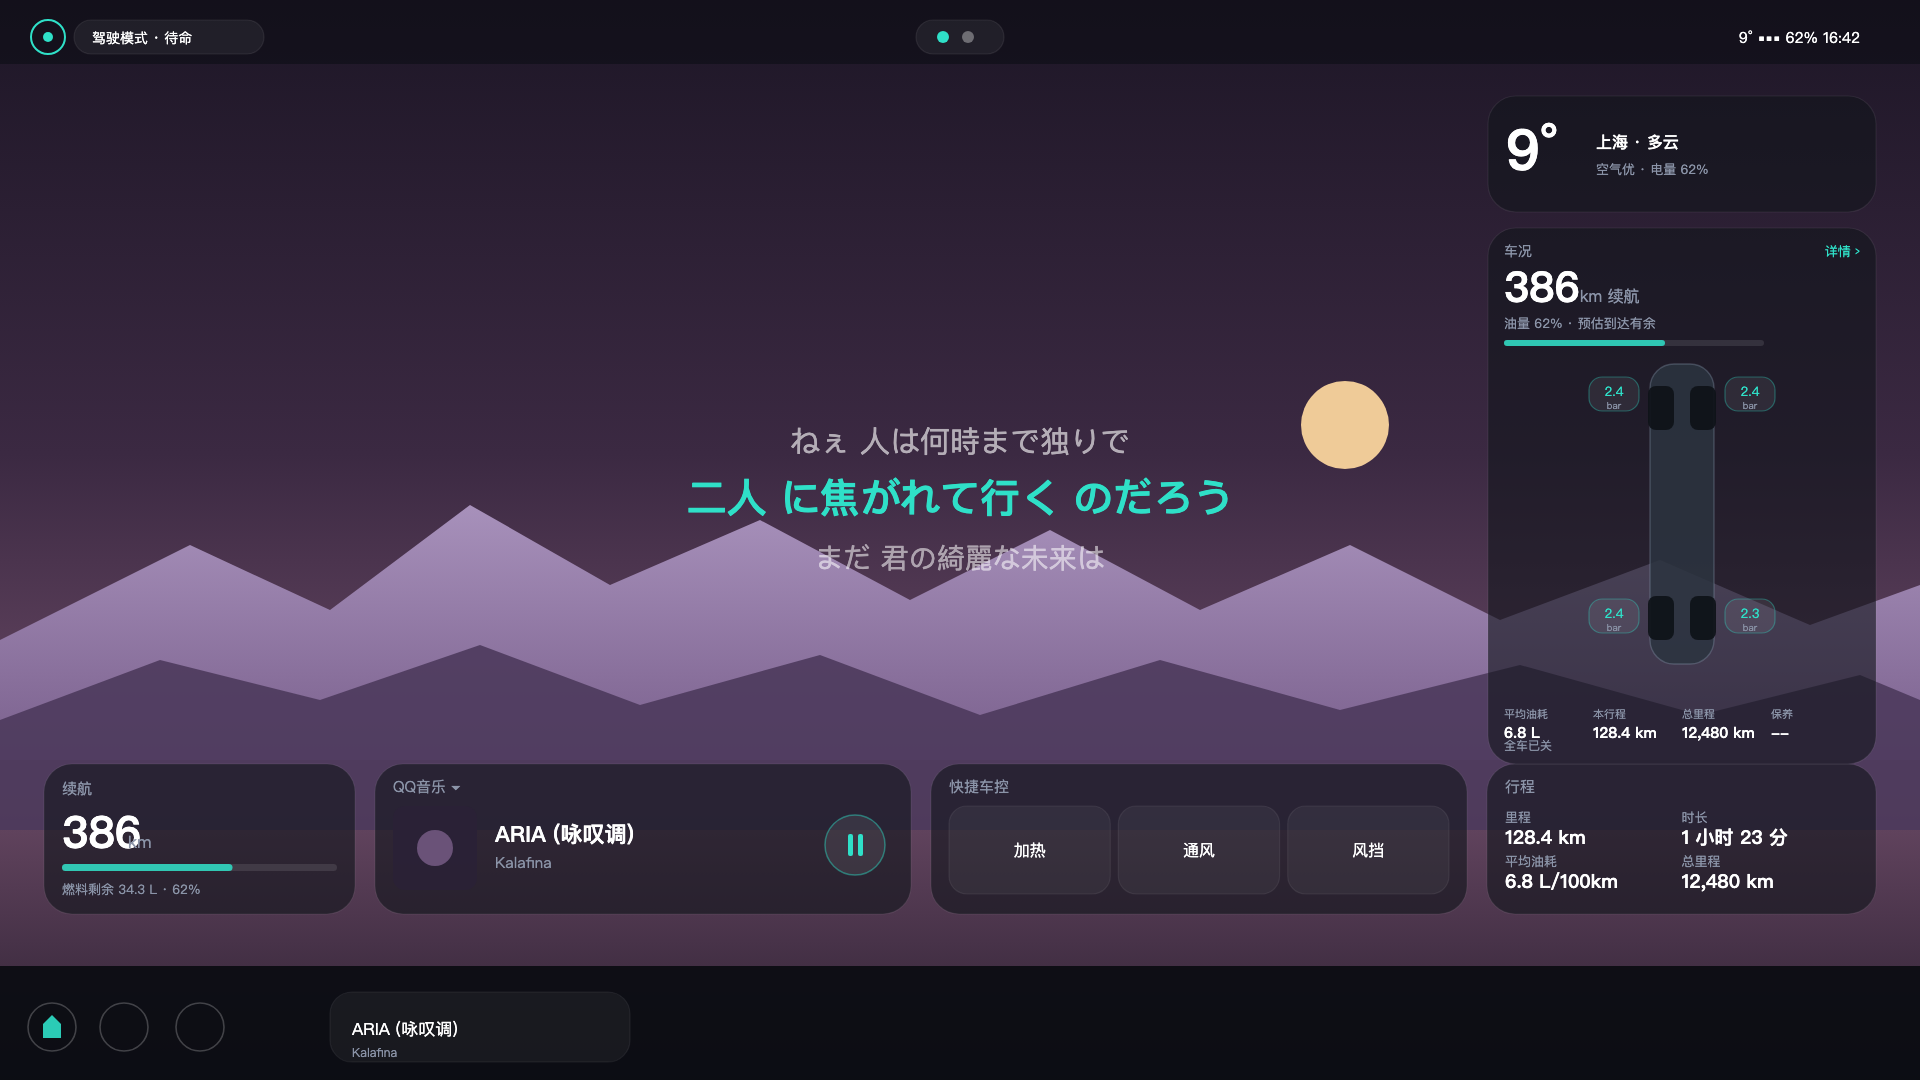 驾驶模式 · 待命
9° ▪▪▪ 62% 16:42
9°
上海 · 多云
空气优 · 电量 62%
车况
详情 ›
386km 续航
油量 62% · 预估到达有余
2.4 bar
2.4 bar
2.4 bar
2.3 bar
平均油耗
6.8 L
本行程
128.4 km
总里程
12,480 km
保养
--
全车已关
ねぇ 人は何時まで独りで
二人 に焦がれて行く のだろう
まだ 君の綺麗な未来は
续航
386km
燃料剩余 34.3 L · 62%
QQ音乐
ARIA (咏叹调)
Kalafina
快捷车控
加热
通风
风挡
行程
里程
128.4 km
时长
1 小时 23 分
平均油耗
6.8 L/100km
总里程
12,480 km
ARIA (咏叹调)
Kalafina